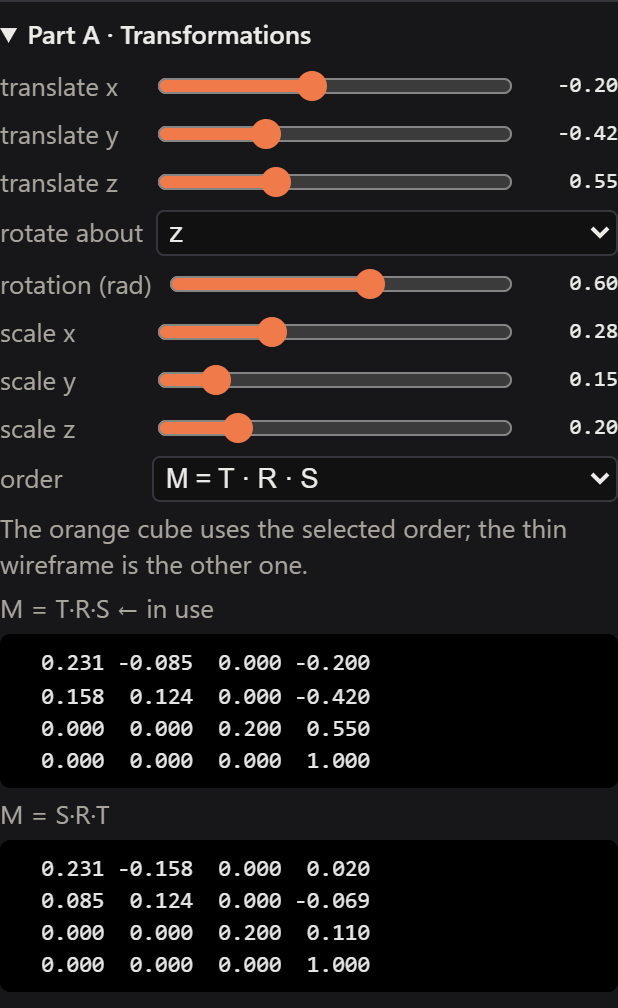 ▼ Part A · Transformations
translate x -0.20
translate y -0.42
translate z 0.55
rotate about z
rotation (rad) 0.60
scale x 0.28
scale y 0.15
scale z 0.20
order M = T · R · S
The orange cube uses the selected order; the thin
wireframe is the other one.
M = T·R·S ← in use
0.231 -0.085 0.000 -0.200
0.158 0.124 0.000 -0.420
0.000 0.000 0.200 0.550
0.000 0.000 0.000 1.000
M = S·R·T
0.231 -0.158 0.000 0.020
0.085 0.124 0.000 -0.069
0.000 0.000 0.200 0.110
0.000 0.000 0.000 1.000